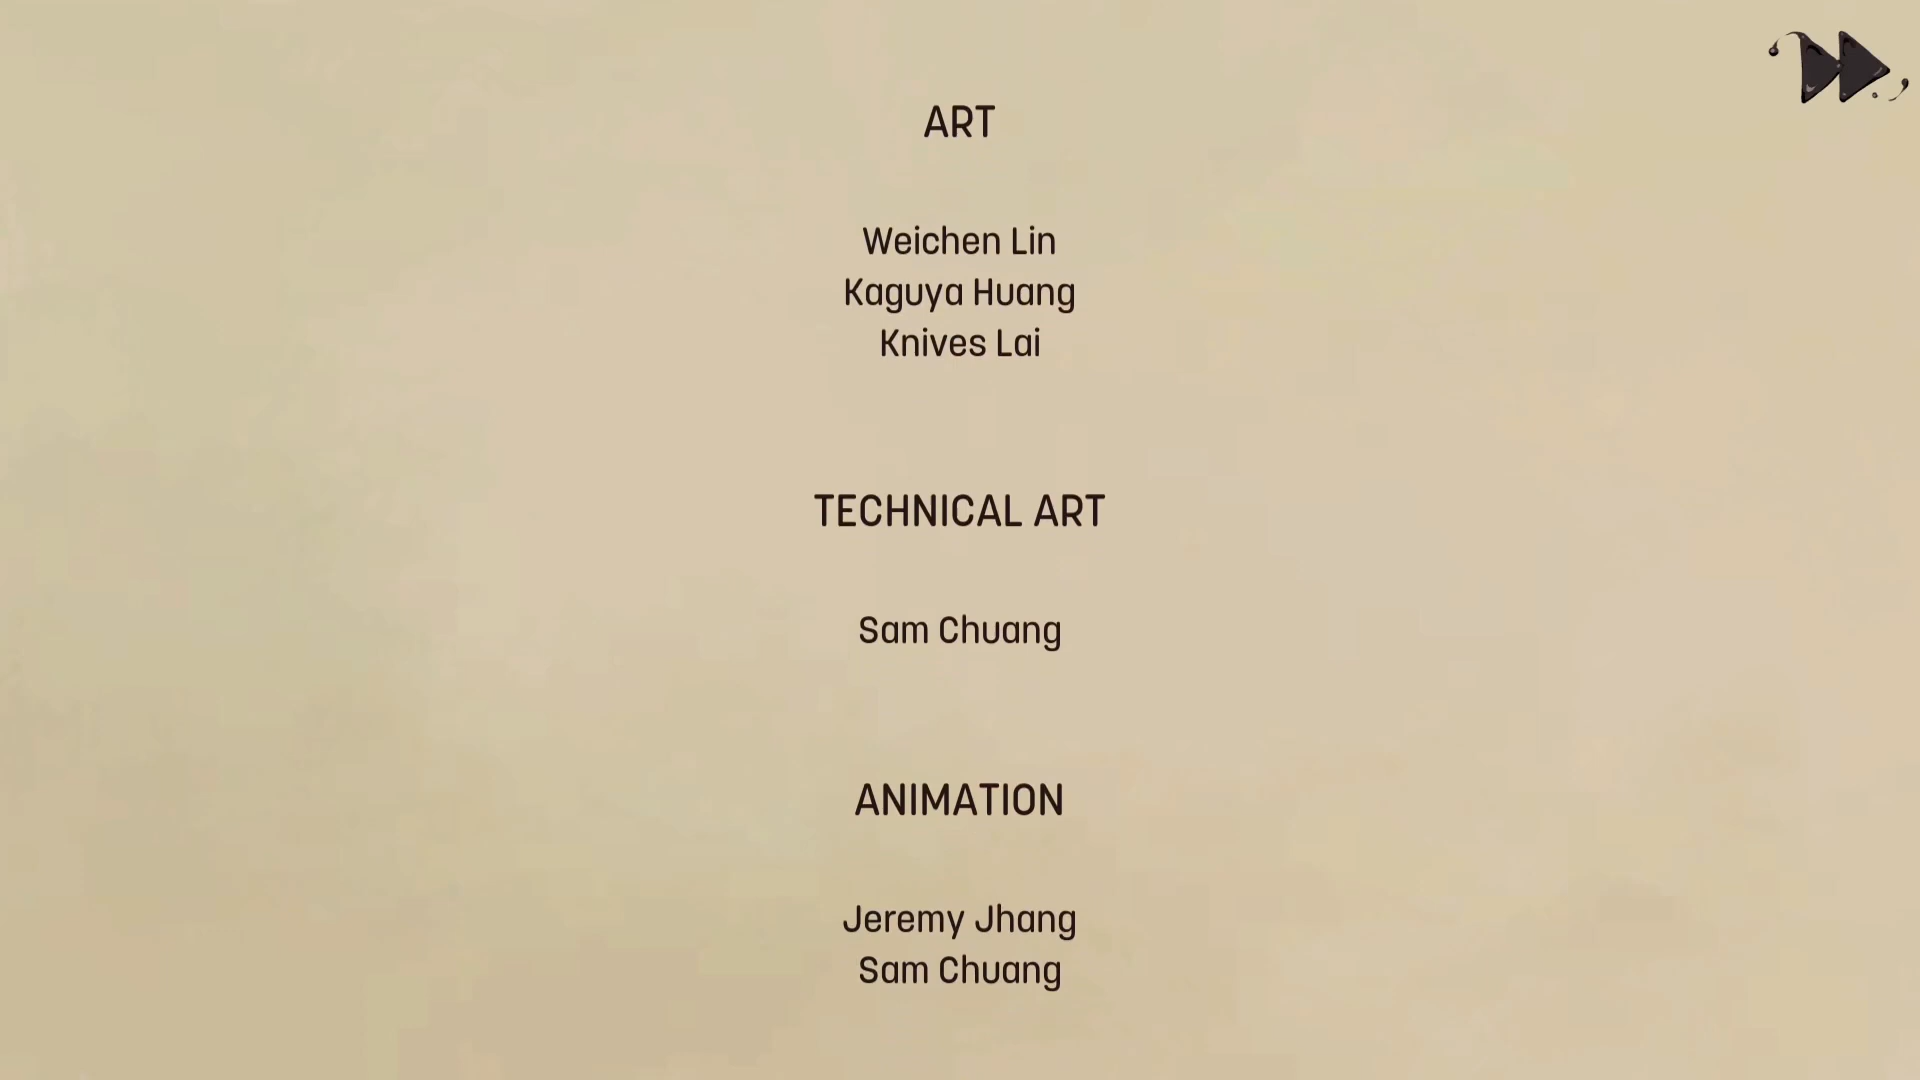 ART
Weichen Lin
Kaguya Huang
Knives Lai
TECHNICAL ART
Sam Chuang
ANIMATION
Jeremy Jhang
Sam Chuang